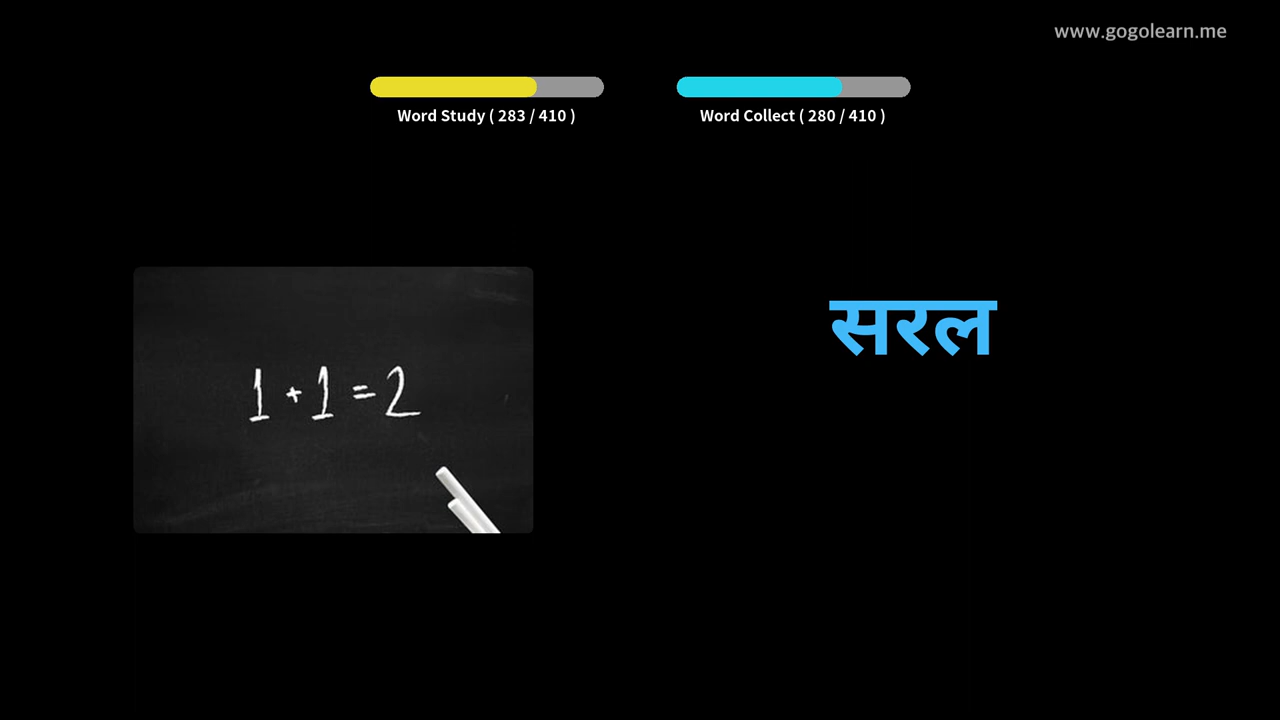 www.gogolearn.me
Word Study ( 283 / 410 )
Word Collect ( 280 / 410 )
सरल
1 + 1 = 2